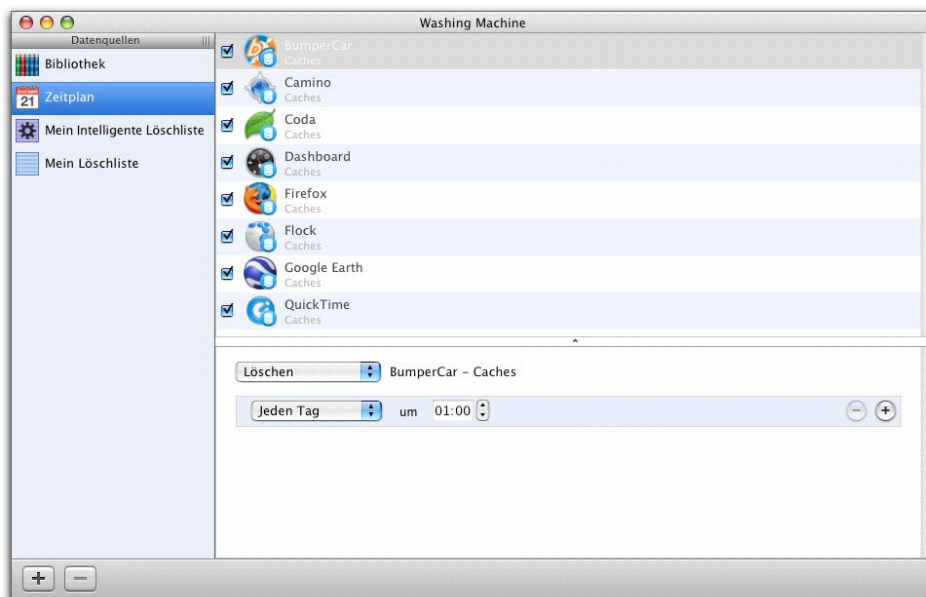 Washing Machine
Datenquellen
Bibliothek
21 Zeitplan
Mein Intelligente Löschliste
Mein Löschliste
BumperCar
Caches
Camino
Caches
Coda
Caches
Dashboard
Caches
Firefox
Caches
Flock
Caches
Google Earth
Caches
QuickTime
Caches
Löschen BumperCar – Caches
Jeden Tag um 01:00